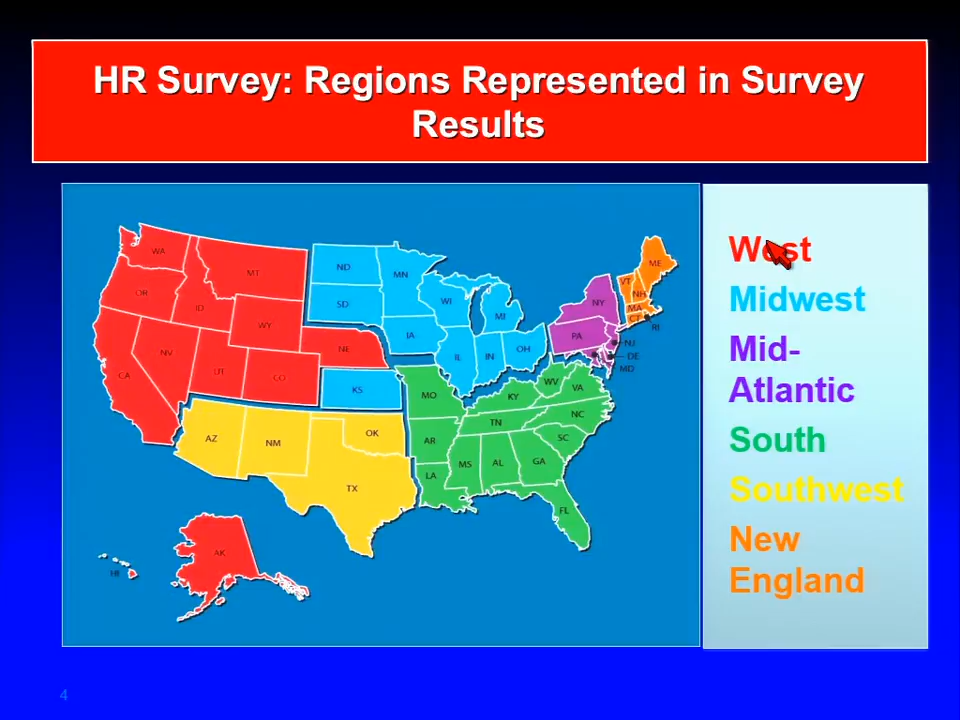 HR Survey: Regions Represented in Survey
Results
WA
MT
ND
MN
ME
OR
ID
SD
WI
MI
VT
NH
NY
MA
CT
RI
WY
IA
PA
NJ
NV
NE
IL
IN
OH
DE
MD
CA
UT
CO
KS
MO
KY
WV
VA
AZ
NM
OK
AR
TN
NC
SC
TX
LA
MS
AL
GA
FL
AK
HI
West
Midwest
Mid-
Atlantic
South
Southwest
New
England
4